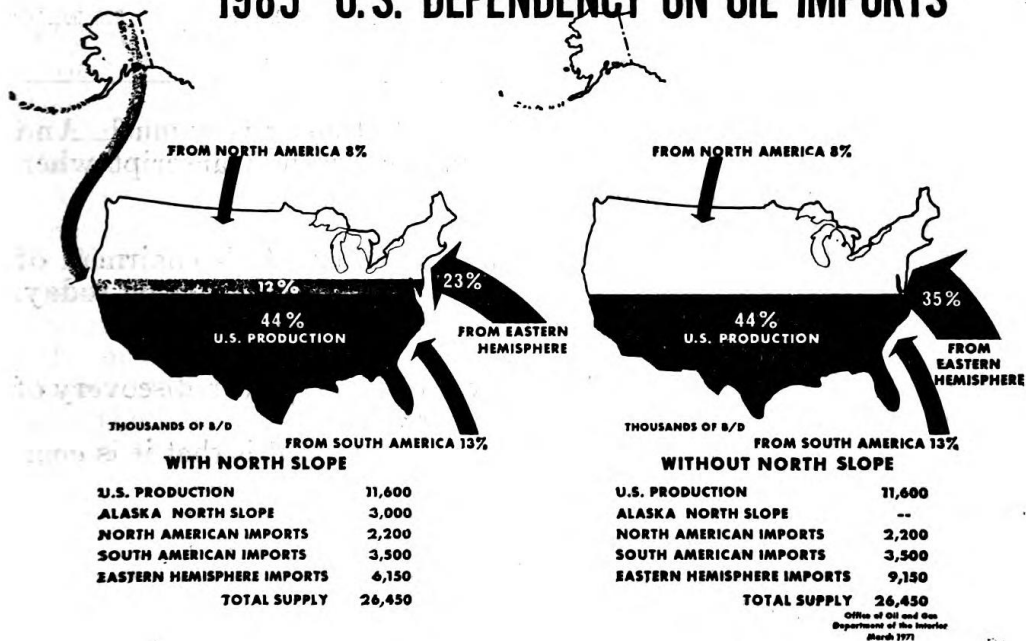 1985 U.S. DEPENDENCY ON OIL IMPORTS
FROM NORTH AMERICA 8%
12%
44%
U.S. PRODUCTION
23%
FROM EASTERN
HEMISPHERE
THOUSANDS OF B/D
FROM SOUTH AMERICA 13%
WITH NORTH SLOPE
U.S. PRODUCTION 11,600
ALASKA NORTH SLOPE 3,000
NORTH AMERICAN IMPORTS 2,200
SOUTH AMERICAN IMPORTS 3,500
EASTERN HEMISPHERE IMPORTS 6,150
TOTAL SUPPLY 26,450
FROM NORTH AMERICA 8%
44%
U.S. PRODUCTION
35%
FROM
EASTERN
HEMISPHERE
THOUSANDS OF B/D
FROM SOUTH AMERICA 13%
WITHOUT NORTH SLOPE
U.S. PRODUCTION 11,600
ALASKA NORTH SLOPE --
NORTH AMERICAN IMPORTS 2,200
SOUTH AMERICAN IMPORTS 3,500
EASTERN HEMISPHERE IMPORTS 9,150
TOTAL SUPPLY 26,450
Office of Oil and Gas
Department of the Interior
March 1971